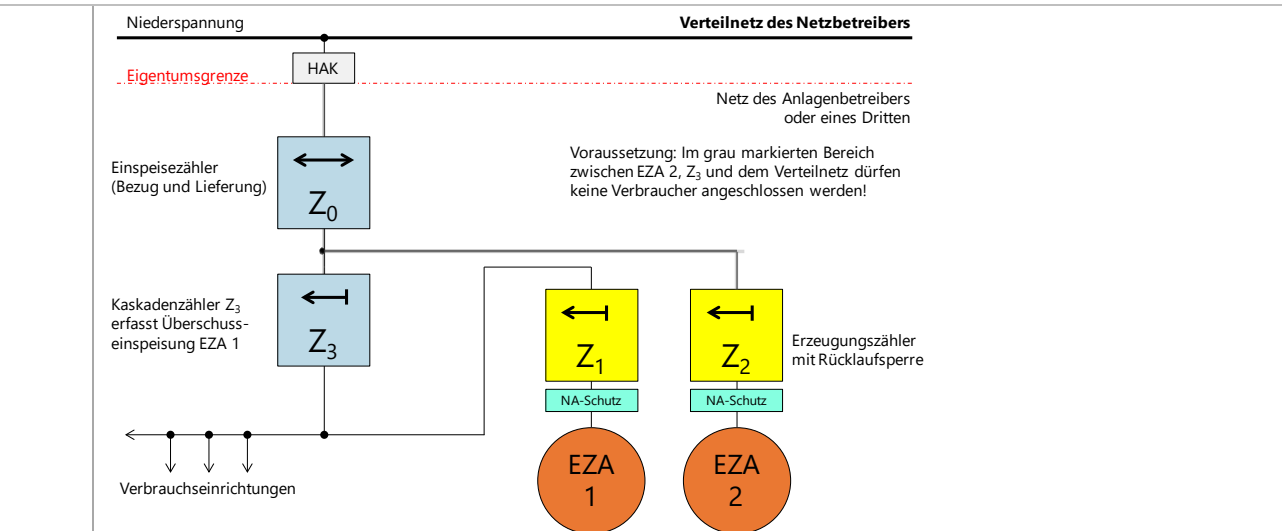 Niederspannung
Verteilnetz des Netzbetreibers
HAK
Eigentumsgrenze
Netz des Anlagenbetreibers
oder eines Dritten
Einspeisezähler
(Bezug und Lieferung)
Z0
Voraussetzung: Im grau markierten Bereich
zwischen EZA 2, Z3 und dem Verteilnetz dürfen
keine Verbraucher angeschlossen werden!
Kaskadenzähler Z3
erfasst Überschuss-
einspeisung EZA 1
Z3
Z1
Z2
Erzeugungszähler
mit Rücklaufsperre
NA-Schutz
NA-Schutz
EZA
1
EZA
2
Verbrauchseinrichtungen